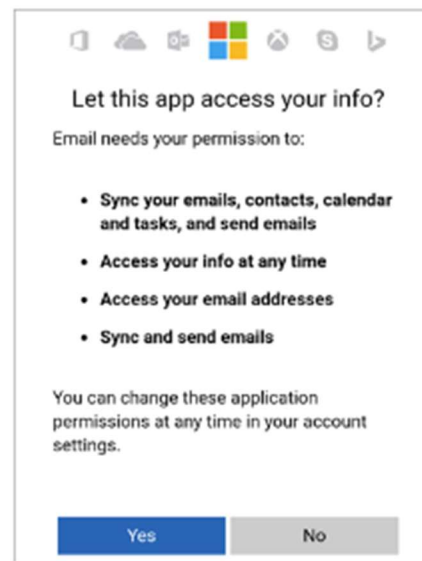 Let this app access your info?
Email needs your permission to:
• Sync your emails, contacts, calendar
and tasks, and send emails
• Access your info at any time
• Access your email addresses
• Sync and send emails
You can change these application
permissions at any time in your account
settings.
Yes
No